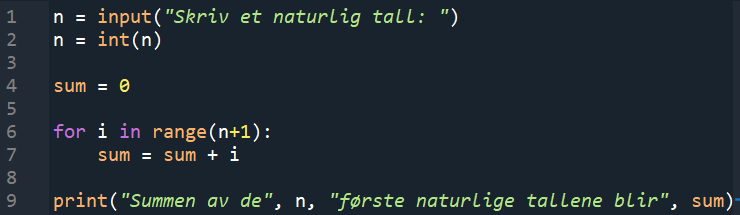 1 n = input("Skriv et naturlig tall: ")
2 n = int(n)
3
4 sum = 0
5
6 for i in range(n+1):
7     sum = sum + i
8
9 print("Summen av de", n, "første naturlige tallene blir", sum)